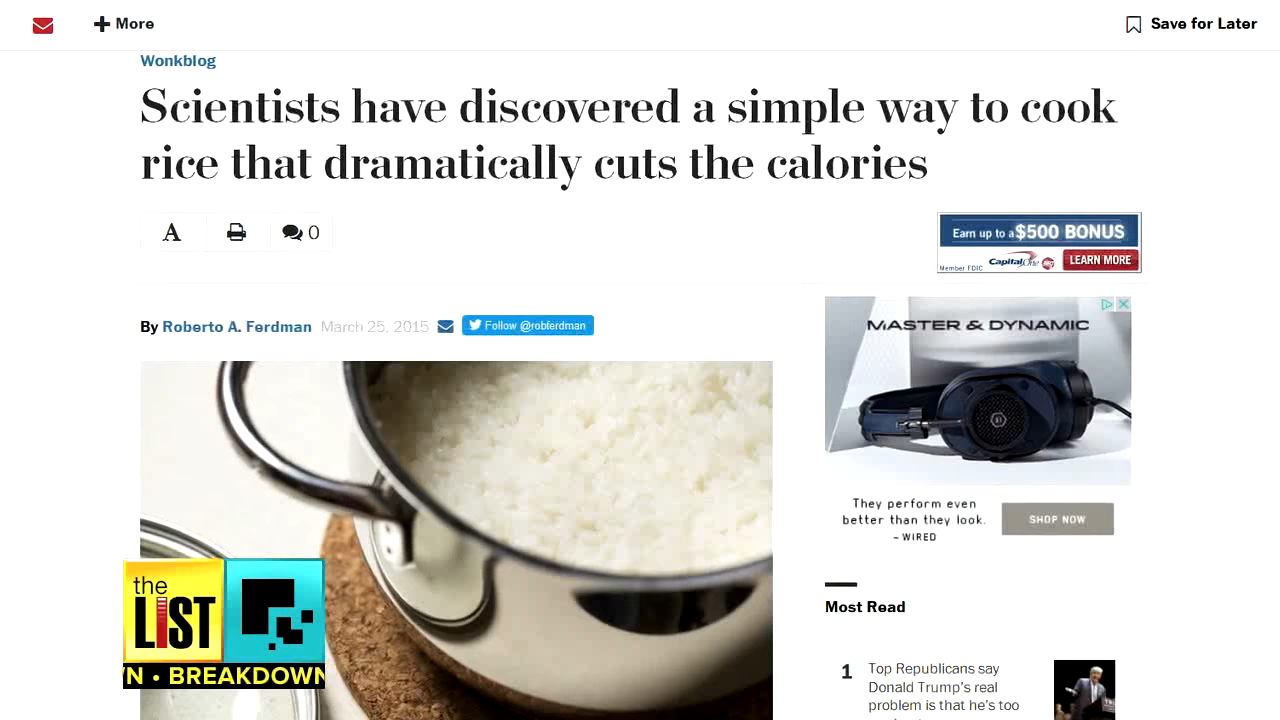 More
Save for Later
Wonkblog
Scientists have discovered a simple way to cook
rice that dramatically cuts the calories
A
0
Earn up to a $500 BONUS
Member FDIC
Capital One
LEARN MORE
By Roberto A. Ferdman March 25, 2015
Follow @robferdman
MASTER & DYNAMIC
They perform even
better than they look.
– WIRED
SHOP NOW
Most Read
1
Top Republicans say
Donald Trump's real
problem is that he's too
the
LIST
N • BREAKDOWN